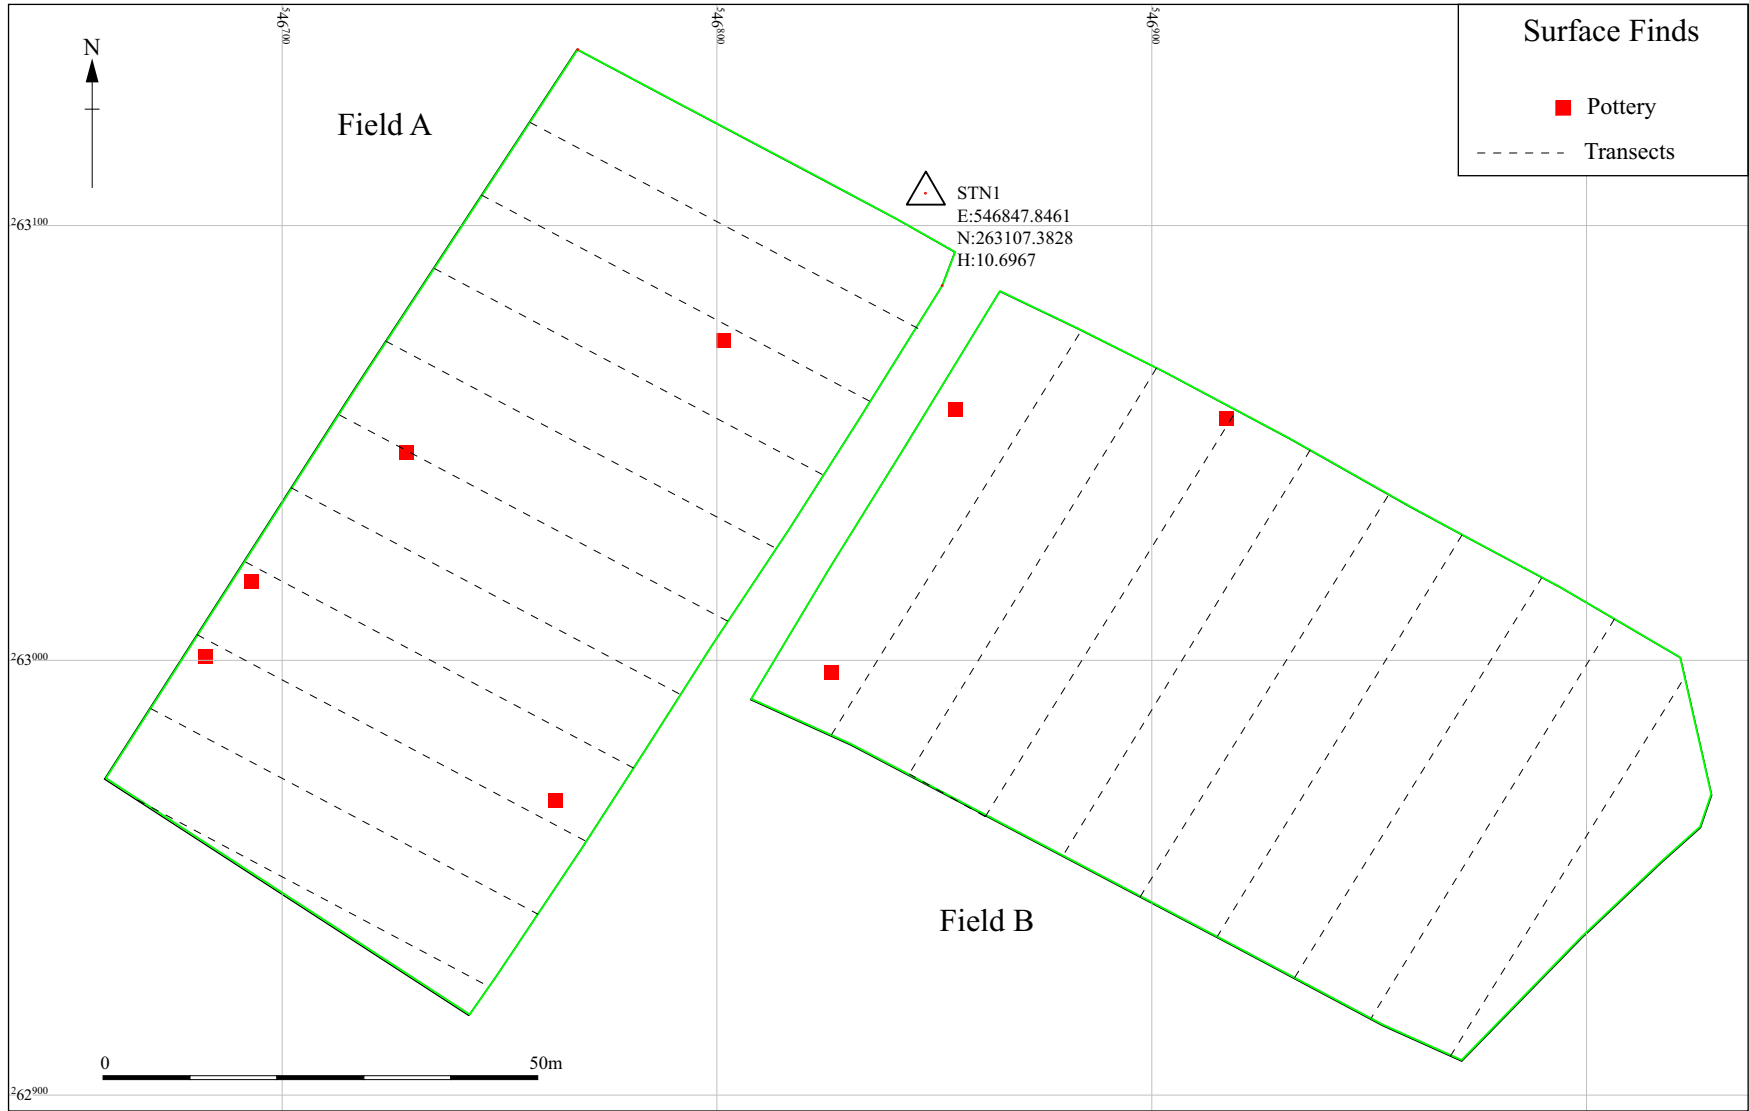 546700
546800
546900
Surface Finds
N
Pottery
Field A
Transects
STN1
E:546847.8461
263100
N:263107.3828
H:10.6967
263000
Field B
0
50m
262900